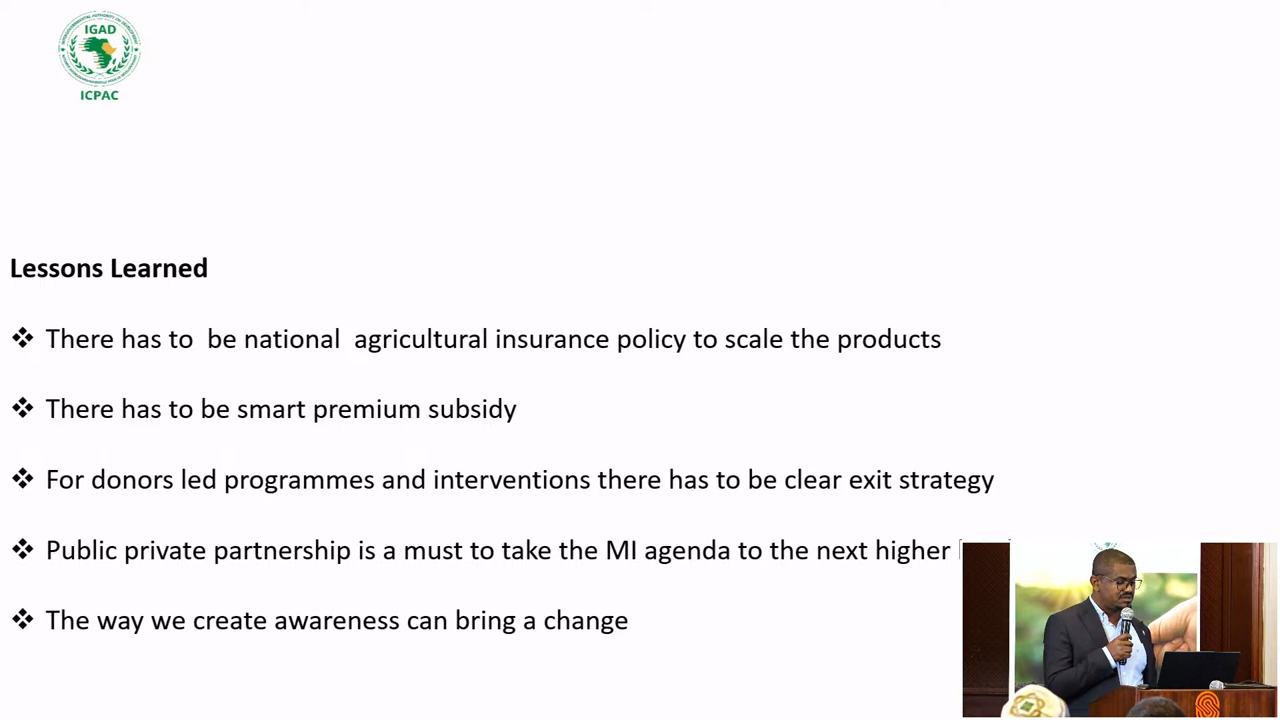 IGAD
ICPAC
Lessons Learned
❖ There has to be national agricultural insurance policy to scale the products
❖ There has to be smart premium subsidy
❖ For donors led programmes and interventions there has to be clear exit strategy
❖ Public private partnership is a must to take the MI agenda to the next higher
❖ The way we create awareness can bring a change